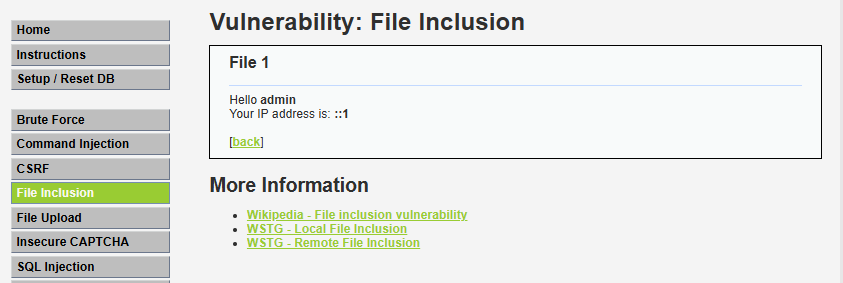 Home
Instructions
Setup / Reset DB
Brute Force
Command Injection
CSRF
File Inclusion
File Upload
Insecure CAPTCHA
SQL Injection
Vulnerability: File Inclusion
File 1
Hello admin
Your IP address is: ::1
[back]
More Information
Wikipedia - File inclusion vulnerability
WSTG - Local File Inclusion
WSTG - Remote File Inclusion